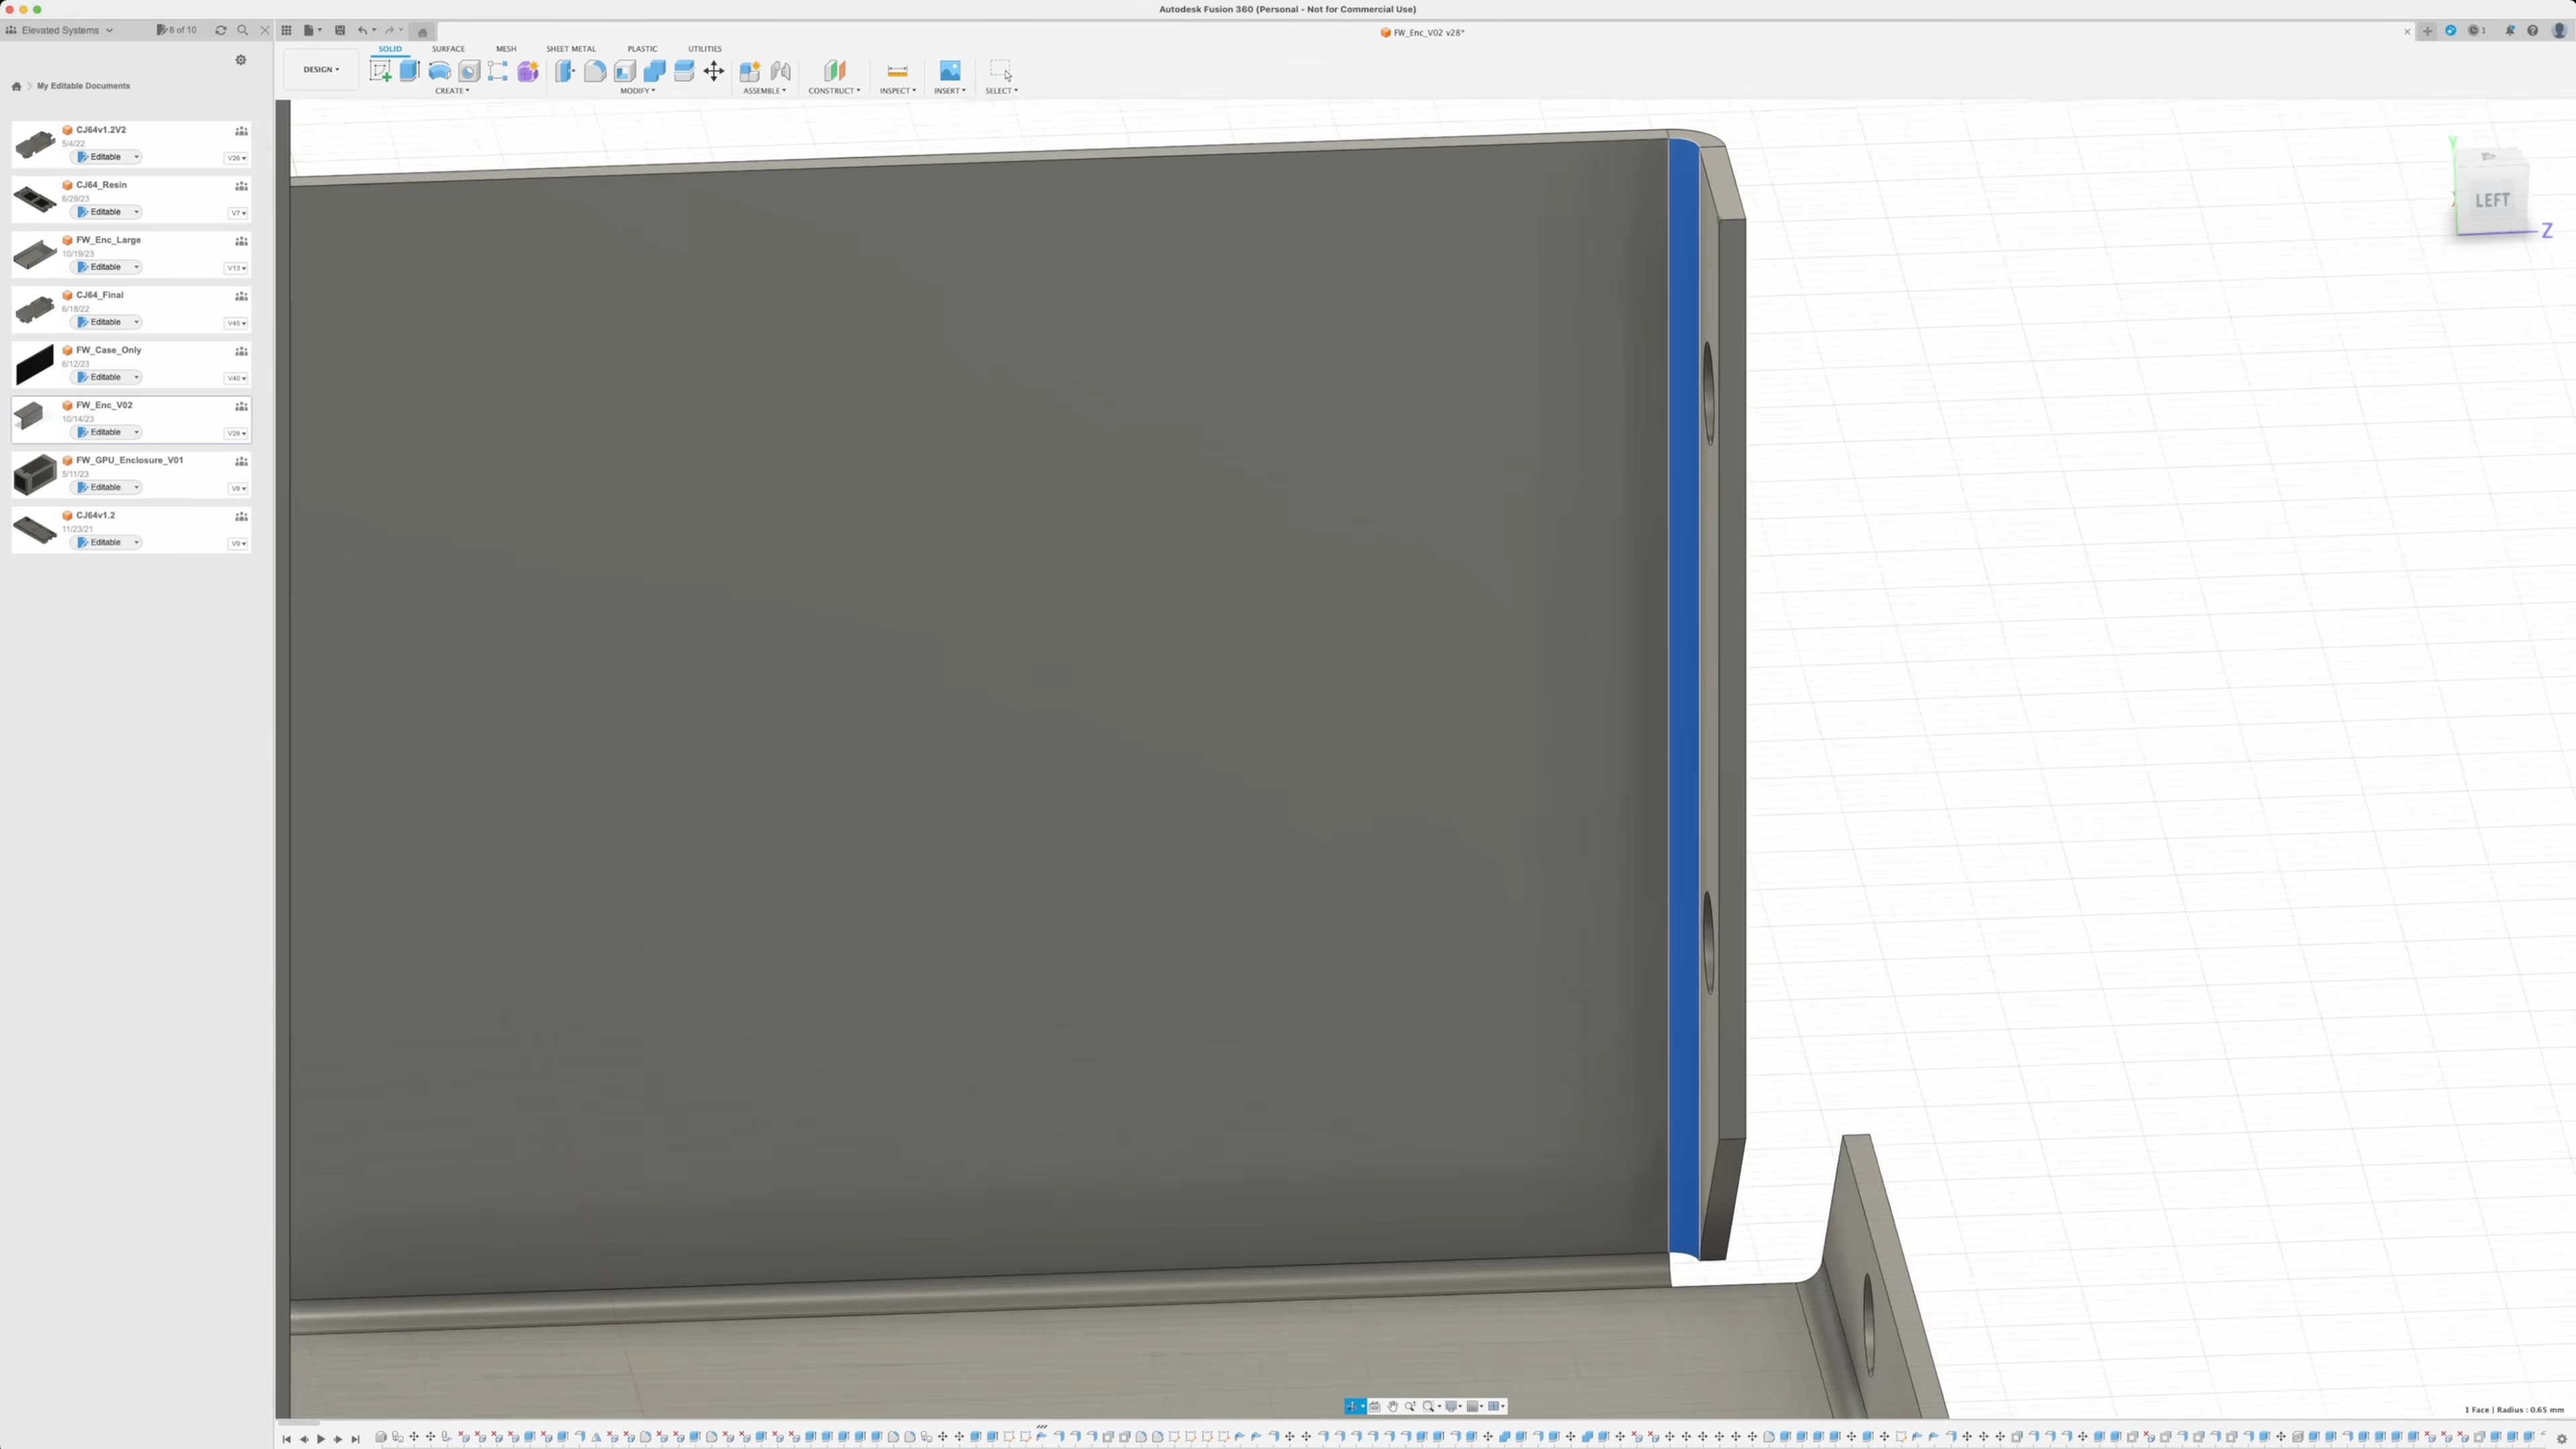 Autodesk Fusion 360 (Personal - Not for Commercial Use)
Elevated Systems
8 of 10
FW_Enc_V02 v28*
1
DESIGN
SOLID
SURFACE
MESH
SHEET METAL
PLASTIC
UTILITIES
CREATE
MODIFY
ASSEMBLE
CONSTRUCT
INSPECT
INSERT
SELECT
My Editable Documents
CJ64v1.2V2
5/4/22
Editable
V26
CJ64_Resin
6/29/23
Editable
V7
FW_Enc_Large
10/19/23
Editable
V13
CJ64_Final
6/18/22
Editable
V45
FW_Case_Only
6/12/23
Editable
V40
FW_Enc_V02
10/14/23
Editable
V28
FW_GPU_Enclosure_V01
5/11/23
Editable
CJ64v1.2
11/23/21
Editable
V9
Y
LEFT
Z
1 Face | Radius : 0.65 mm